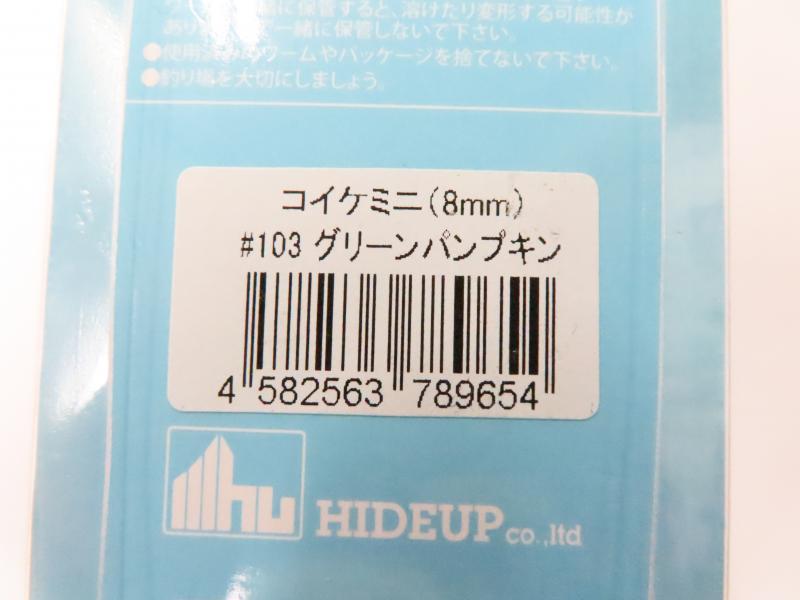 緒に保管すると、溶けたり変形する可能性が
あり で一緒に保管しないで下さい。
●使用済みのワームやパッケージを捨てないで下さい。
●釣り場を大切にしましょう。
コイケミニ(8mm)
#103 グリーンパンプキン
4 582563 789654
hu
HIDEUP co.,ltd